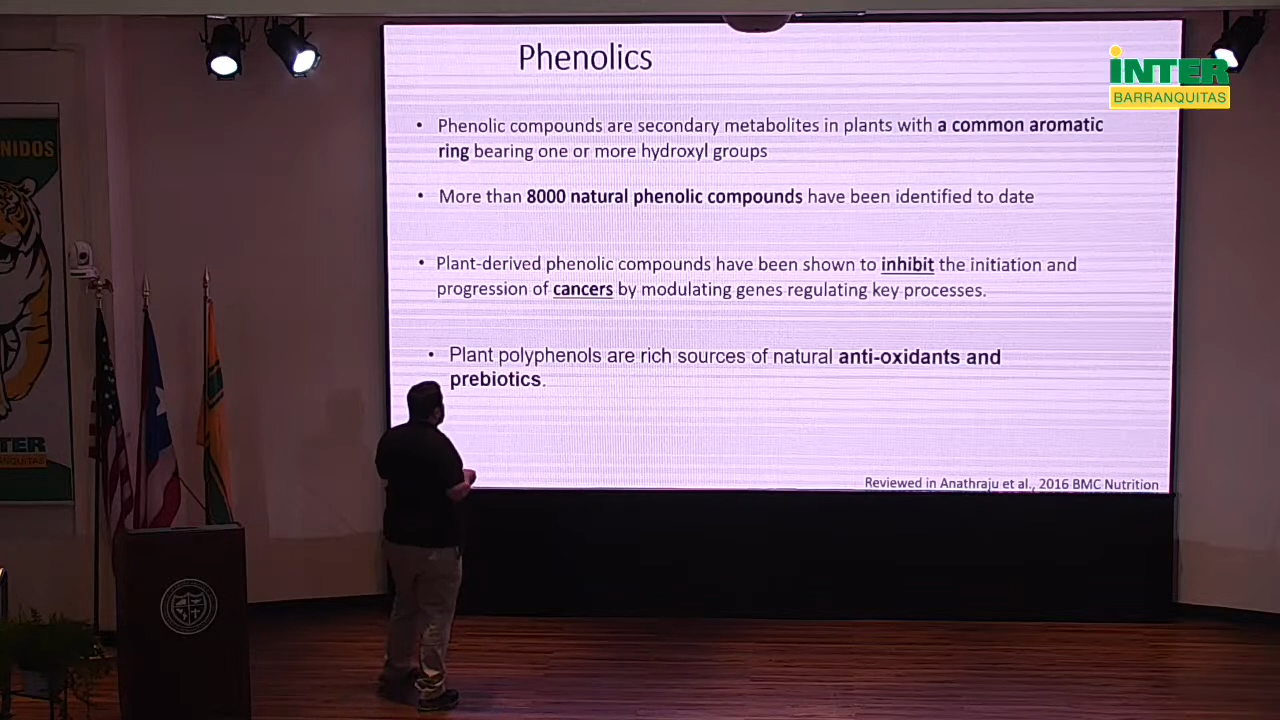 Phenolics
INTER
BARRANQUITAS
• Phenolic compounds are secondary metabolites in plants with a common aromatic
ring bearing one or more hydroxyl groups
• More than 8000 natural phenolic compounds have been identified to date
• Plant-derived phenolic compounds have been shown to inhibit the initiation and
progression of cancers by modulating genes regulating key processes.
• Plant polyphenols are rich sources of natural anti-oxidants and
prebiotics.
Reviewed in Anathraju et al., 2016 BMC Nutrition
NIDOS
TER
RANQUITAS